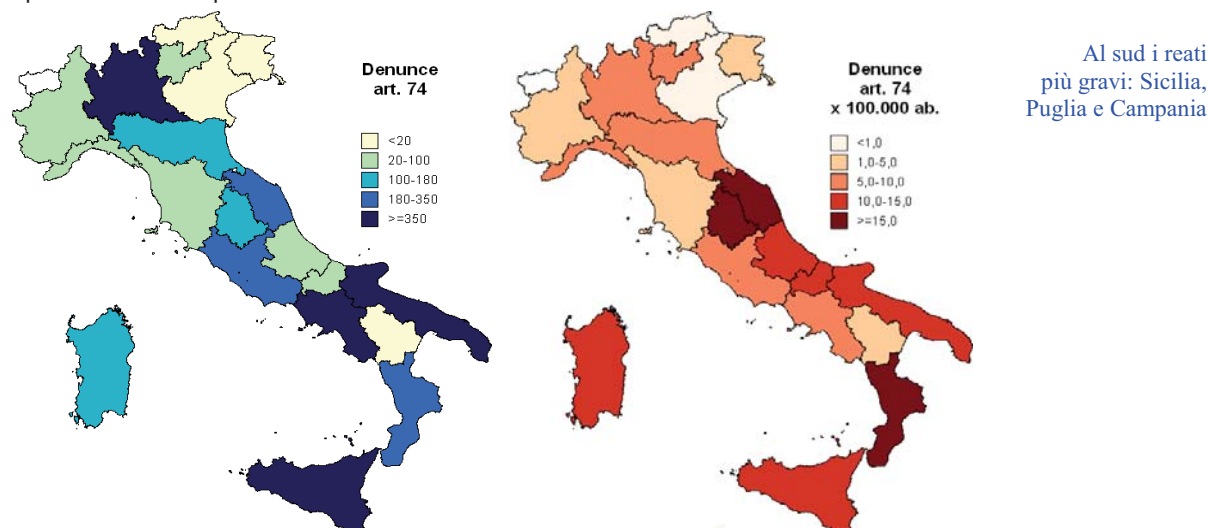 Denunce
art. 74
<20
20-100
100-180
180-350
>=350
Denunce
art. 74
x 100.000 ab.
<1,0
1,0-5,0
5,0-10,0
10,0-15,0
>=15,0
Al sud i reati
più gravi: Sicilia,
Puglia e Campania